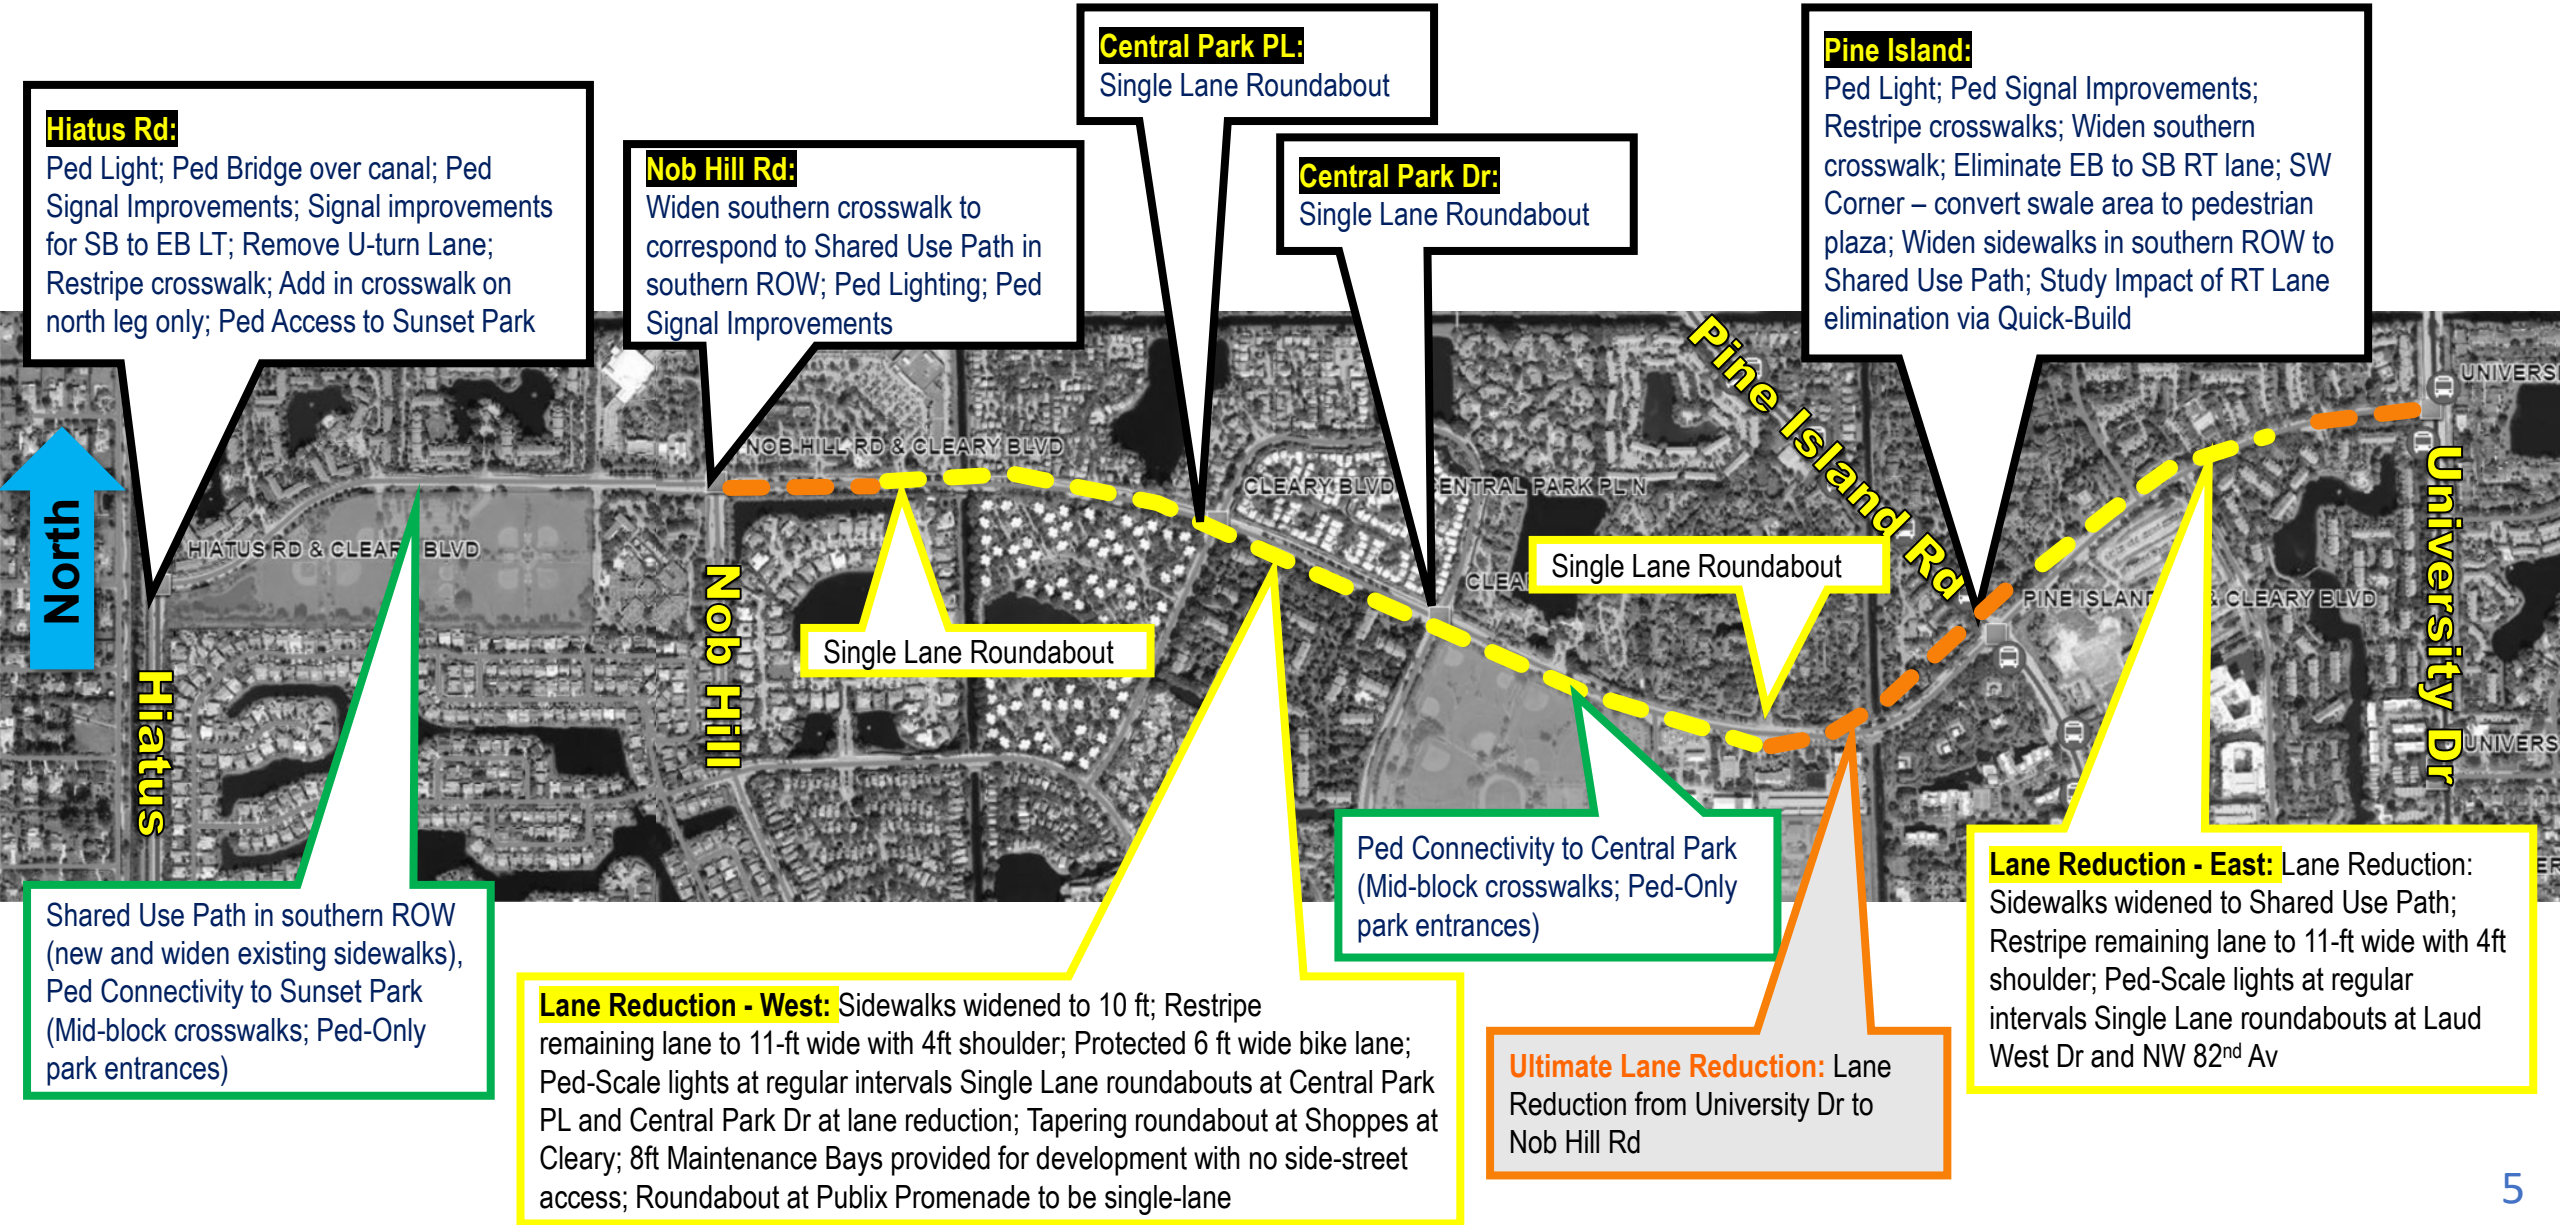 Central Park PL:
Single Lane Roundabout
Pine Island:
Ped Light; Ped Signal Improvements;
Restripe crosswalks; Widen southern
crosswalk; Eliminate EB to SB RT lane; SW
Corner – convert swale area to pedestrian
plaza; Widen sidewalks in southern ROW to
Shared Use Path; Study Impact of RT Lane
elimination via Quick-Build
Hiatus Rd:
Ped Light; Ped Bridge over canal; Ped
Signal Improvements; Signal improvements
for SB to EB LT; Remove U-turn Lane;
Restripe crosswalk; Add in crosswalk on
north leg only; Ped Access to Sunset Park
Nob Hill Rd:
Widen southern crosswalk to
correspond to Shared Use Path in
southern ROW; Ped Lighting; Ped
Signal Improvements
Central Park Dr:
Single Lane Roundabout
Pine Island Rd
UNIVERSI
NOB HILL RD & CLEARY BLVD
CLEARY BLVD
CENTRAL PARK PL N
HIATUS RD & CLEARY BLVD
North
Hiatus
Nob Hill
University Dr
CLEA
Single Lane Roundabout
PINE ISLAND
& CLEARY BLVD
Single Lane Roundabout
UNIVERS
ER
Shared Use Path in southern ROW
(new and widen existing sidewalks),
Ped Connectivity to Sunset Park
(Mid-block crosswalks; Ped-Only
park entrances)
Lane Reduction - West: Sidewalks widened to 10 ft; Restripe
remaining lane to 11-ft wide with 4ft shoulder; Protected 6 ft wide bike lane;
Ped-Scale lights at regular intervals Single Lane roundabouts at Central Park
PL and Central Park Dr at lane reduction; Tapering roundabout at Shoppes at
Cleary; 8ft Maintenance Bays provided for development with no side-street
access; Roundabout at Publix Promenade to be single-lane
Ped Connectivity to Central Park
(Mid-block crosswalks; Ped-Only
park entrances)
Ultimate Lane Reduction: Lane
Reduction from University Dr to
Nob Hill Rd
Lane Reduction - East: Lane Reduction:
Sidewalks widened to Shared Use Path;
Restripe remaining lane to 11-ft wide with 4ft
shoulder; Ped-Scale lights at regular
intervals Single Lane roundabouts at Laud
West Dr and NW 82nd Av
5